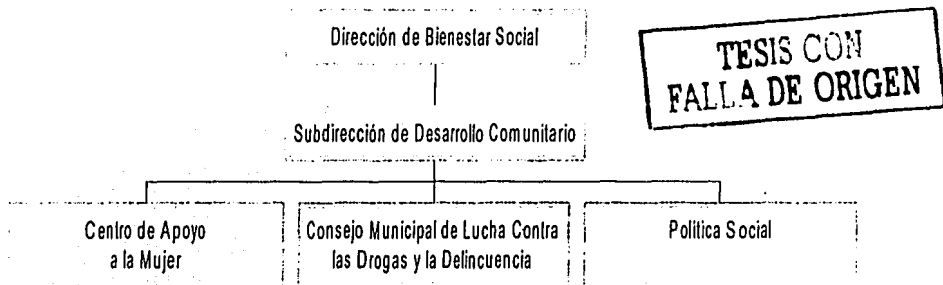 Dirección de Bienestar Social
TESIS CON
FALLA DE ORIGEN
Subdirección de Desarrollo Comunitario
Centro de Apoyo
a la Mujer
Consejo Municipal de Lucha Contra
las Drogas y la Delincuencia
Política Social